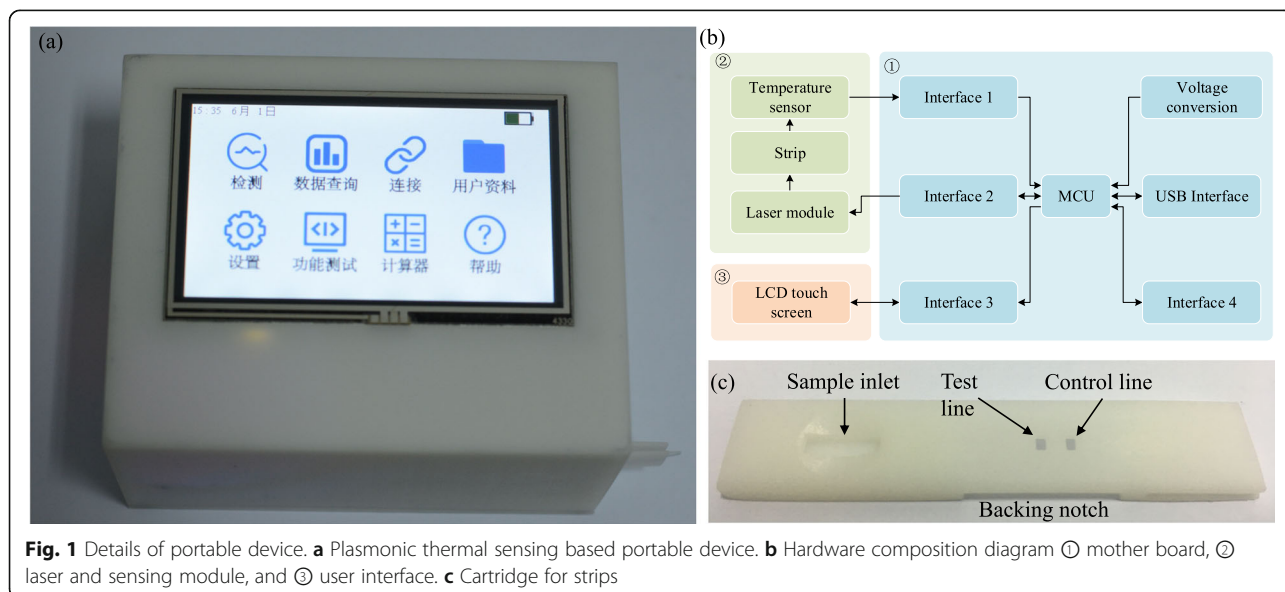 (a)
15:35 6月 1日
检测 数据查询 连接 用户资料
设置 功能测试 计算器 帮助
(b)
②
Temperature
sensor
Strip
Laser module
①
Interface 1
Voltage
conversion
Interface 2
MCU
USB Interface
③
LCD touch
screen
Interface 3
Interface 4
(c)
Sample inlet
Test
line
Control line
Backing notch
Fig. 1 Details of portable device. a Plasmonic thermal sensing based portable device. b Hardware composition diagram ① mother board, ②
laser and sensing module, and ③ user interface. c Cartridge for strips